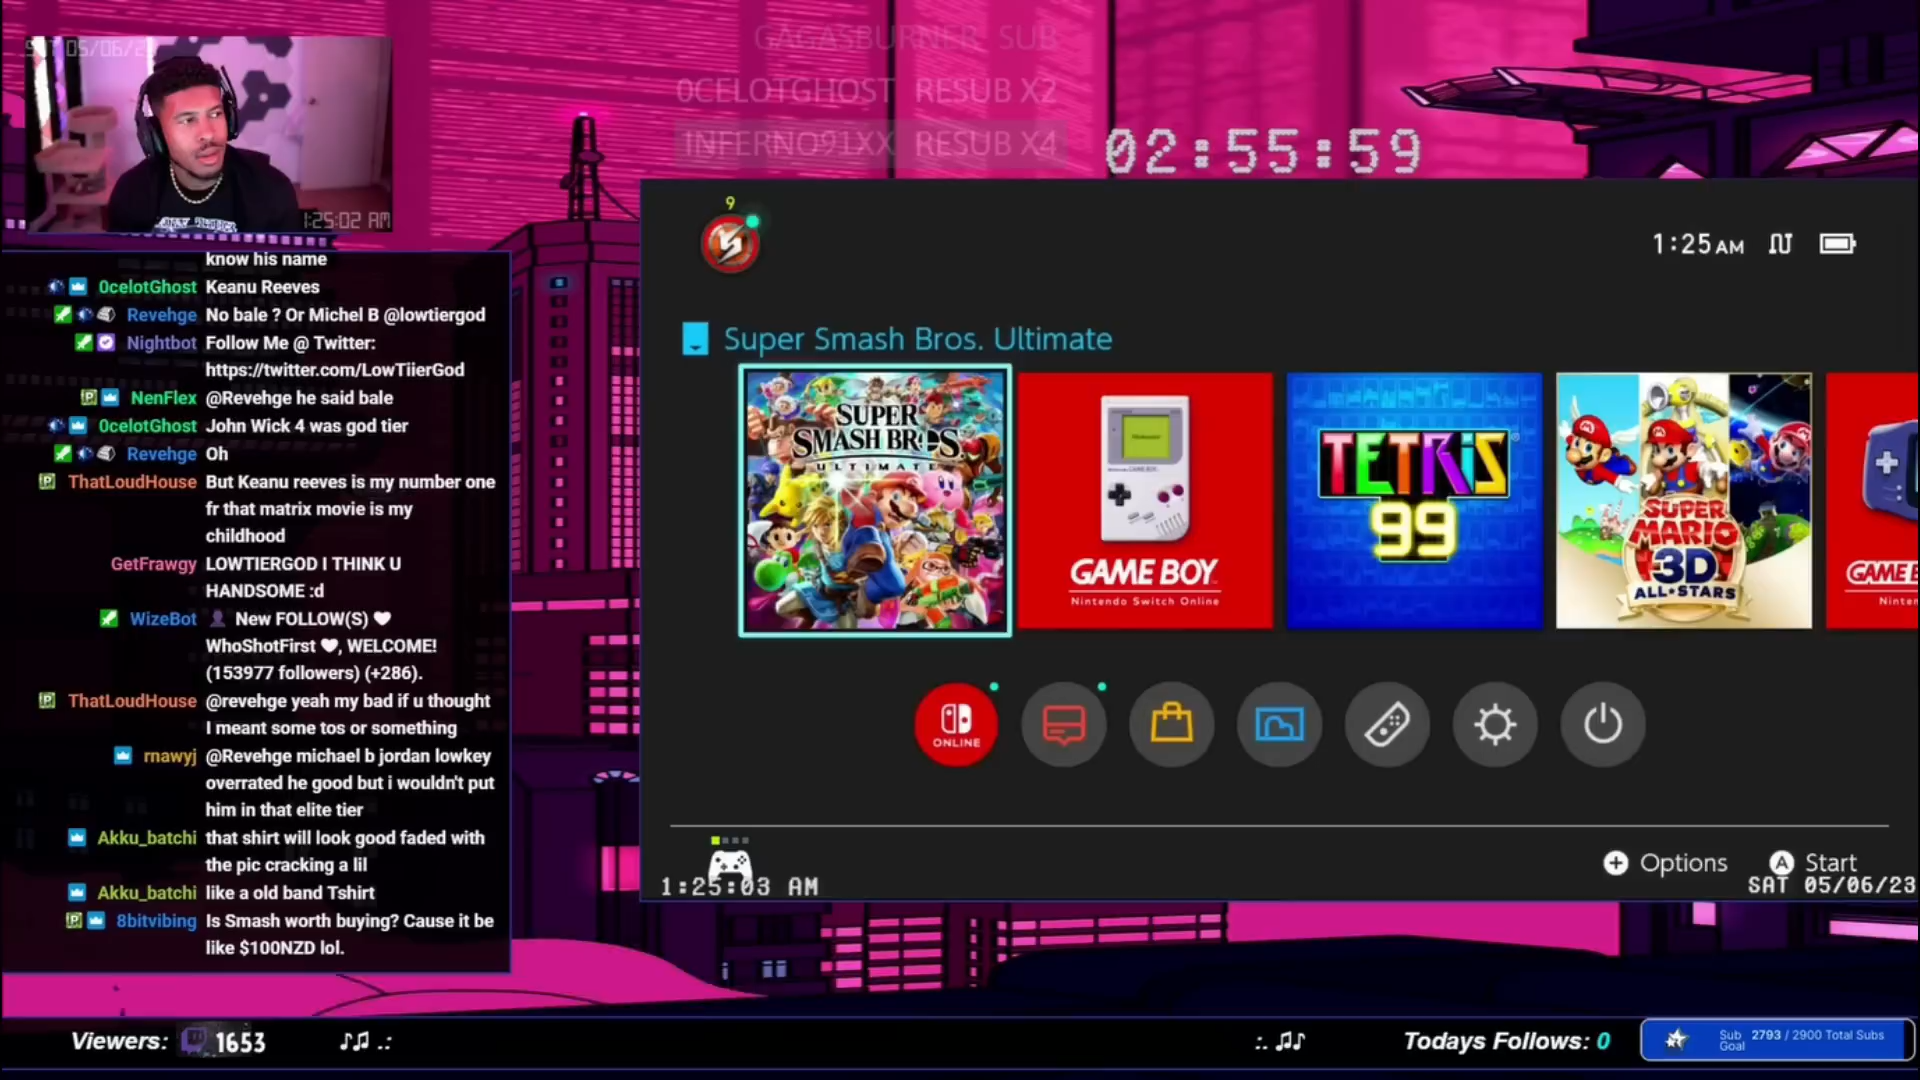 GAGASBURNER SUB
0CELOTGHOST RESUB X2
1NFERNO91XX RESUB X4
02:55:59
1:25:02 AM
know his name
0celotGhost Keanu Reeves
Revehge No bale ? Or Michel B @lowtiergod
Nightbot Follow Me @ Twitter:
https://twitter.com/LowTiierGod
NenFlex @Revehge he said bale
0celotGhost John Wick 4 was god tier
Revehge Oh
ThatLoudHouse But Keanu reeves is my number one
fr that matrix movie is my
childhood
GetFrawgy LOWTIERGOD I THINK U
HANDSOME :d
WizeBot New FOLLOW(S)
WhoShotFirst , WELCOME!
(153977 followers) (+286).
ThatLoudHouse @revehge yeah my bad if u thought
I meant some tos or something
rnawyj @Revehge michael b jordan lowkey
overrated he good but i wouldn't put
him in that elite tier
Akku_batchi that shirt will look good faded with
the pic cracking a lil
Akku_batchi like a old band Tshirt
8bitvibing Is Smash worth buying? Cause it be
like $100NZD lol.
9
1:25 AM
Super Smash Bros. Ultimate
SUPER
SMASH BROS.
ULTIMATE
GAME BOY
Nintendo Switch Online
TETRIS
99
SUPER
MARIO
3D
ALL-STARS
GAME B
Ninten
ONLINE
+ Options
A Start
1:25:03 AM
SAT 05/06/23
Viewers: 1653
Todays Follows: 0
Sub
Goal
2793 / 2900 Total Subs